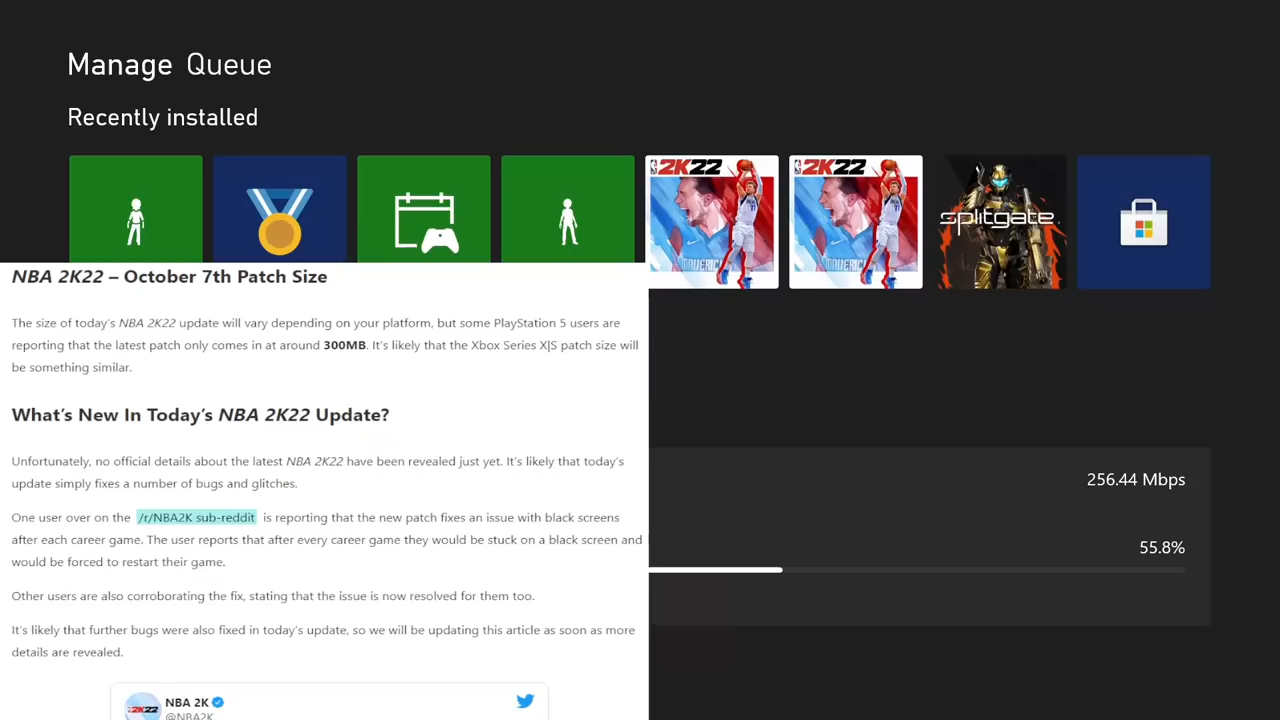 Manage Queue
Recently installed
2K22
2K22
splitgate
NBA 2K22 – October 7th Patch Size
The size of today's NBA 2K22 update will vary depending on your platform, but some PlayStation 5 users are
reporting that the latest patch only comes in at around 300MB. It's likely that the Xbox Series X|S patch size will
be something similar.
What's New In Today's NBA 2K22 Update?
Unfortunately, no official details about the latest NBA 2K22 have been revealed just yet. It's likely that today's
update simply fixes a number of bugs and glitches.
One user over on the /r/NBA2K sub-reddit is reporting that the new patch fixes an issue with black screens
after each career game. The user reports that after every career game they would be stuck on a black screen and
would be forced to restart their game.
Other users are also corroborating the fix, stating that the issue is now resolved for them too.
It's likely that further bugs were also fixed in today's update, so we will be updating this article as soon as more
details are revealed.
2K22
NBA 2K
@NBA2K
256.44 Mbps
55.8%